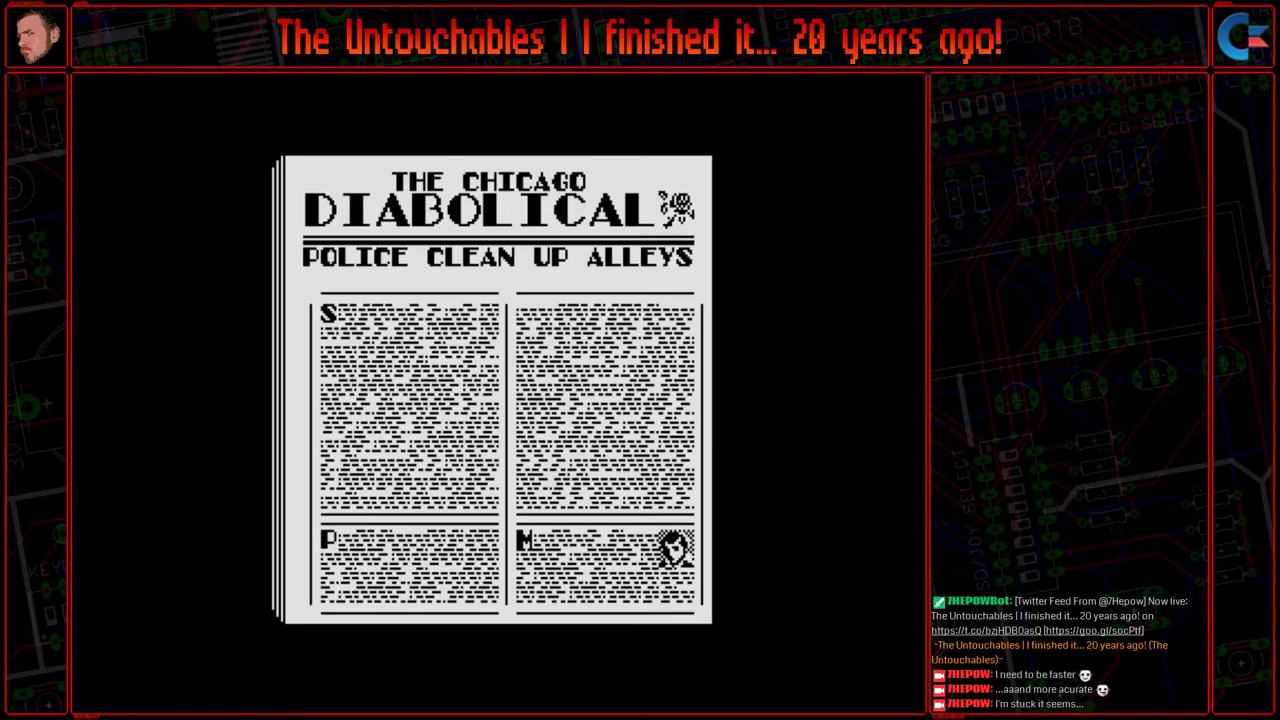 The Untouchables | I finished it... 20 years ago!
THE CHICAGO
DIABOLICAL
POLICE CLEAN UP ALLEYS
S
P
M
7HEPOWBot: [Twitter Feed From @7Hepow] Now live:
The Untouchables | I finished it... 20 years ago! on
https://t.co/bzjHDB0asQ [https://goo.gl/socPtf]
~The Untouchables | I finished it... 20 years ago! (The
Untouchables)~
7HEPOW: I need to be faster
7HEPOW: ...aaand more acurate
7HEPOW: I'm stuck it seems...
LCD SELECT